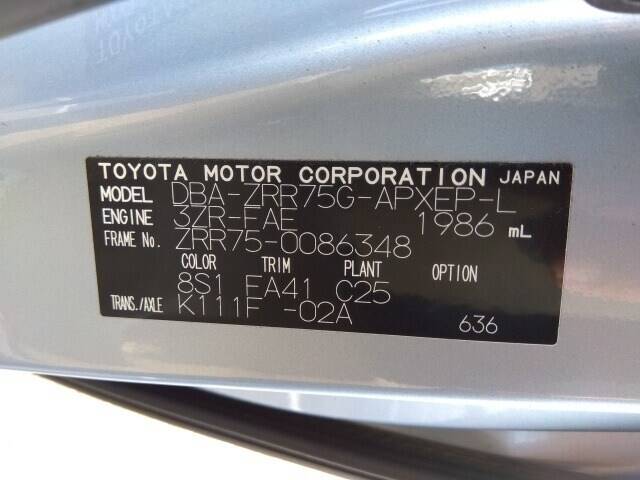 TOYOTA MOTOR CORPORATION JAPAN
MODEL DBA-ZRR75G-APXEP-L
ENGINE 3ZR-FAE 1986 mL
FRAME No. ZRR75-0086348
COLOR TRIM PLANT OPTION
8S1 FA41 C25
TRANS./AXLE K111F -02A
636